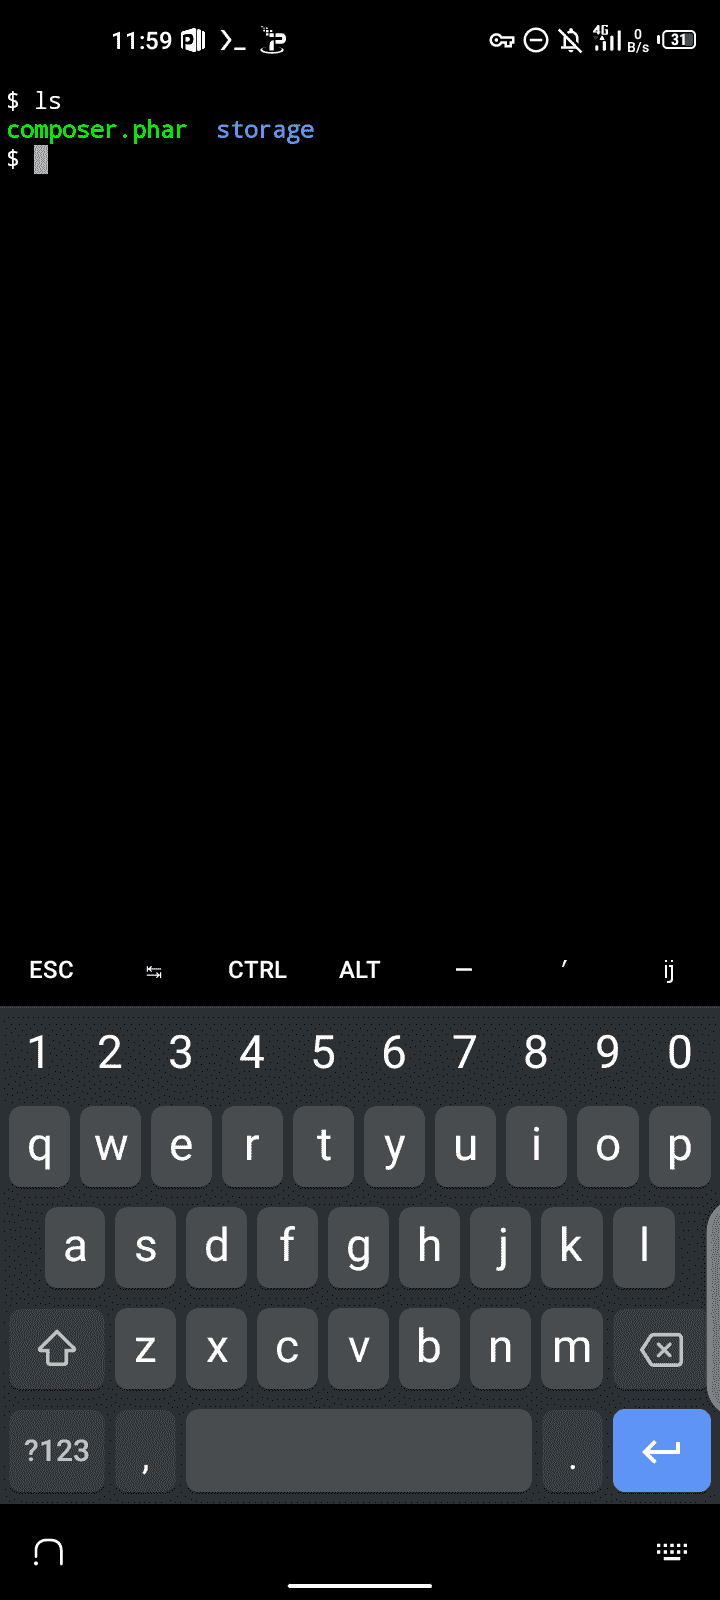 11:59 4G 0 B/s 31
$ ls
composer.phar storage
$
ESC CTRL ALT — ′ ij
1 2 3 4 5 6 7 8 9 0
q w e r t y u i o p
a s d f g h j k l
z x c v b n m
?123 , .